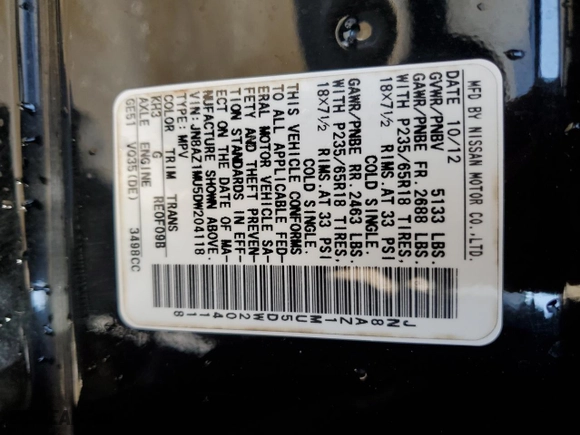 MFD BY NISSAN MOTOR CO.,LTD.
DATE 10/12
GVWR/PNBV 5133 LBS.
GAWR/PNBE FR. 2688 LBS.
WITH P235/65R18 TIRES,
18X7½ RIMS, AT 33 PSI
COLD SINGLE.
GAWR/PNBE RR. 2463 LBS.
WITH P235/65R18 TIRES,
18X7½ RIMS, AT 33 PSI
COLD SINGLE.
THIS VEHICLE CONFORMS
TO ALL APPLICABLE FED-
ERAL MOTOR VEHICLE SA-
FETY AND THEFT PREVEN-
TION STANDARDS IN EFF-
ECT ON THE DATE OF MA-
NUFACTURE SHOWN ABOVE.
VIN:JN8AZ1MU5DW204118
TYPE:MPV
COLOR TRIM TRANS
KH3 G RE0F09B
AXLE ENGINE
GE51 VQ35(DE) 3498CC
JN8AZ1MU5DW204118